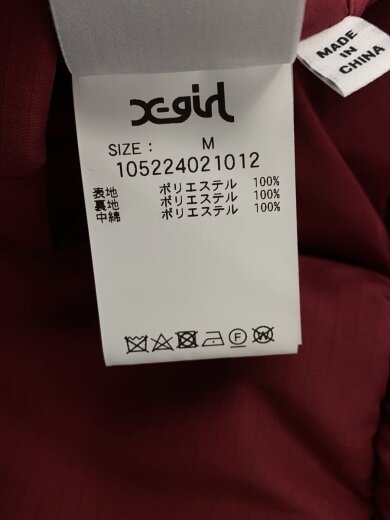 X-girl
SIZE : M
105224021012
表地 ポリエステル 100%
裏地 ポリエステル 100%
中綿 ポリエステル 100%
F W
MADE
IN
CHINA